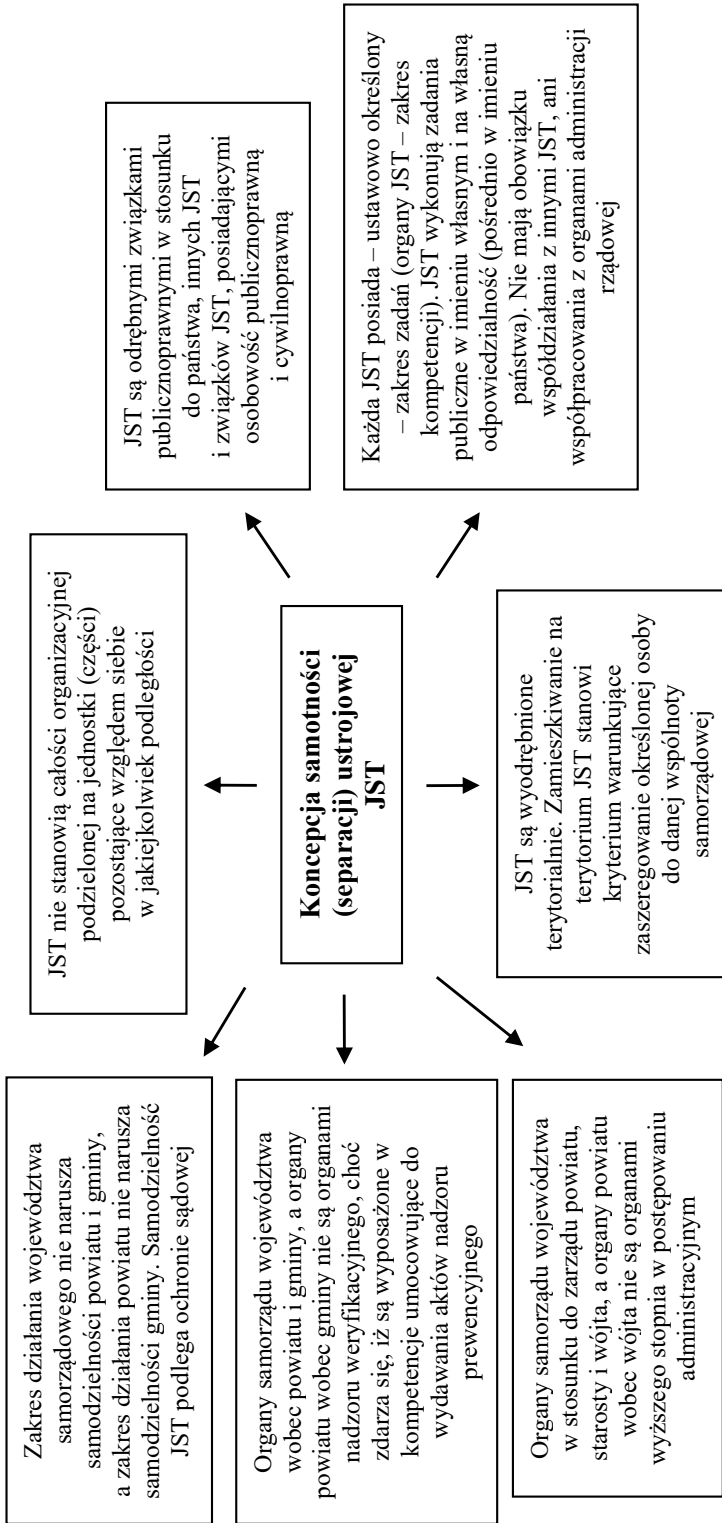 Zakres działania województwa
samorządowego nie narusza
samodzielności powiatu i gminy,
a zakres działania powiatu nie narusza
samodzielności gminy. Samodzielność
JST podlega ochronie sądowej
JST nie stanowią całości organizacyjnej
podzielonej na jednostki (części)
pozostające względem siebie
w jakiejkolwiek podległości
JST są odrębnymi związkami
publicznoprawnymi w stosunku
do państwa, innych JST
i związków JST, posiadającymi
osobowość publicznoprawną
i cywilnoprawną
Organy samorządu województwa
wobec powiatu i gminy, a organy
powiatu wobec gminy nie są organami
nadzoru weryfikacyjnego, choć
zdarza się, iż są wyposażone w
kompetencje umocowujące do
wydawania aktów nadzoru
prewencyjnego
Koncepcja samotności
(separacji) ustrojowej
JST
Każda JST posiada – ustawowo określony
– zakres zadań (organy JST – zakres
kompetencji). JST wykonują zadania
publiczne w imieniu własnym i na własną
odpowiedzialność (pośrednio w imieniu
państwa). Nie mają obowiązku
współdziałania z innymi JST, ani
współpracowania z organami administracji
rządowej
Organy samorządu województwa
w stosunku do zarządu powiatu,
starosty i wójta, a organy powiatu
wobec wójta nie są organami
wyższego stopnia w postępowaniu
administracyjnym
JST są wyodrębnione
terytorialnie. Zamieszkiwanie na
terytorium JST stanowi
kryterium warunkujące
zaszeregowanie określonej osoby
do danej wspólnoty
samorządowej